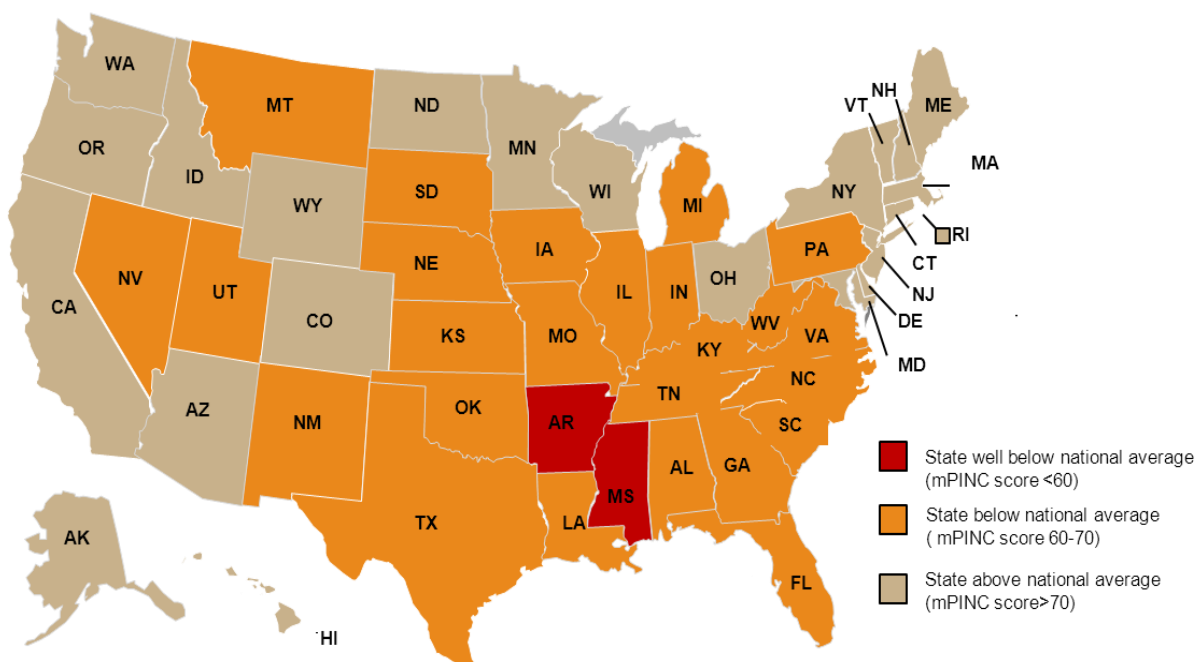 WA
MT
ND
MN
VT
NH
ME
OR
ID
WY
SD
WI
MI
NY
MA
RI
CT
NJ
DE
MD
NV
UT
CA
CO
NE
IA
IL
IN
OH
PA
KS
MO
KY
WV
VA
AZ
NM
OK
AR
TN
NC
SC
TX
LA
MS
AL
GA
FL
AK
HI
State well below national average
(mPINC score <60)
State below national average
( mPINC score 60-70)
State above national average
(mPINC score>70)